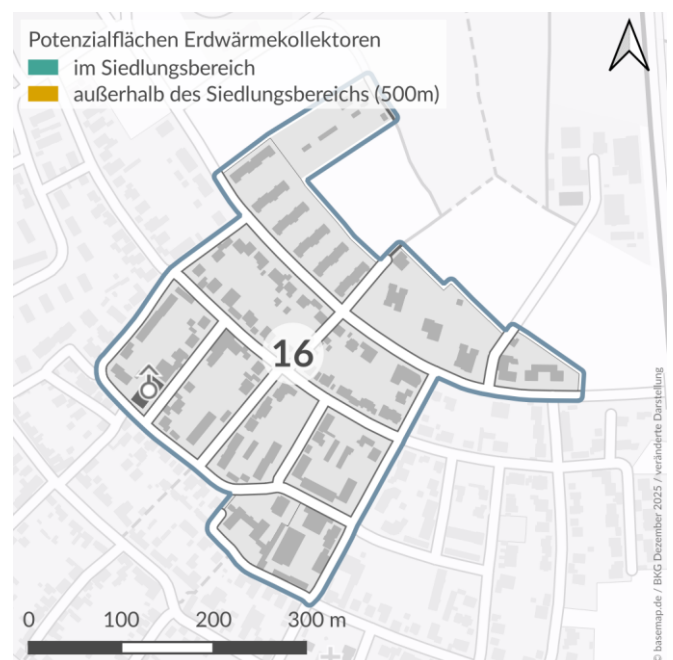 Potenzialflächen Erdwärmekollektoren
im Siedlungsbereich
außerhalb des Siedlungsbereichs (500m)
16
© basemap.de / BKG Dezember 2025 / veränderte Darstellung
0 100 200 300 m